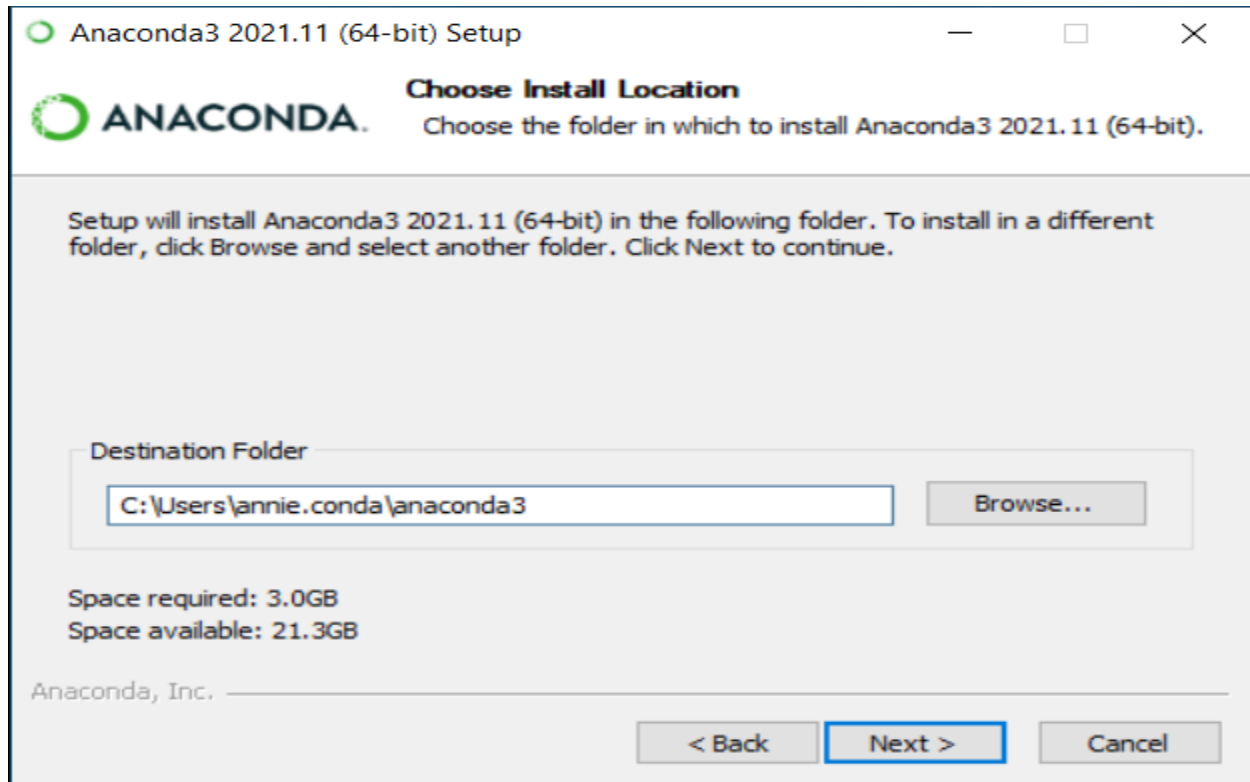 Anaconda3 2021.11 (64-bit) Setup
ANACONDA.
Choose Install Location
Choose the folder in which to install Anaconda3 2021.11 (64-bit).
Setup will install Anaconda3 2021.11 (64-bit) in the following folder. To install in a different
folder, click Browse and select another folder. Click Next to continue.
Destination Folder
C:\Users\annie.conda\anaconda3
Browse...
Space required: 3.0GB
Space available: 21.3GB
Anaconda, Inc.
< Back
Next >
Cancel